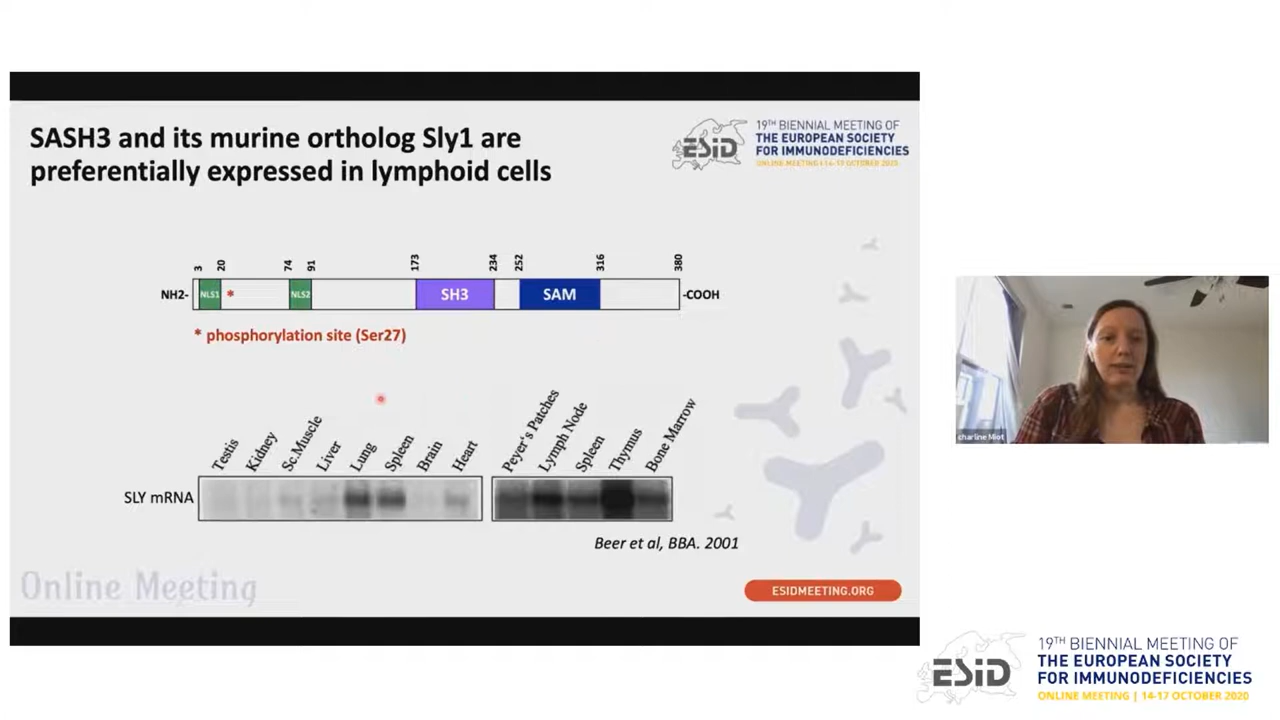 SASH3 and its murine ortholog Sly1 are
preferentially expressed in lymphoid cells
ESiD
19TH BIENNIAL MEETING OF
THE EUROPEAN SOCIETY
FOR IMMUNODEFICIENCIES
ONLINE MEETING | 14-17 OCTOBER 2020
3 20 74 91 173 234 252 316 380
NH2- NLS1 * NLS2 SH3 SAM -COOH
* phosphorylation site (Ser27)
Testis Kidney Sc.Muscle Liver Lung Spleen Brain Heart Peyer's Patches Lymph Node Spleen Thymus Bone Marrow
SLY mRNA
Beer et al, BBA. 2001
Online Meeting
ESIDMEETING.ORG
charline Miot
ESiD
19TH BIENNIAL MEETING OF
THE EUROPEAN SOCIETY
FOR IMMUNODEFICIENCIES
ONLINE MEETING | 14-17 OCTOBER 2020